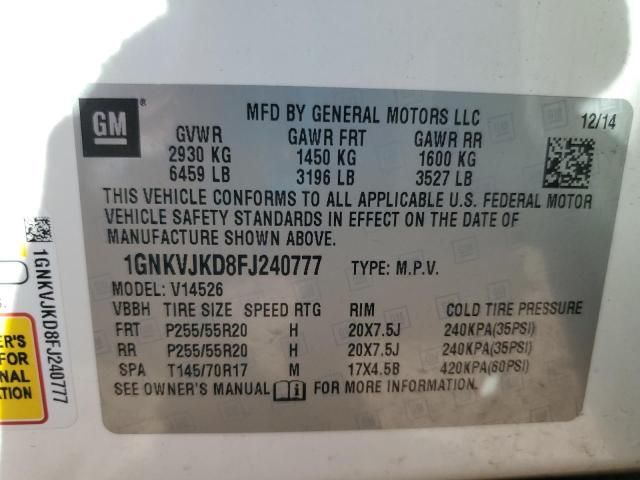 GM
MFD BY GENERAL MOTORS LLC 12/14
GVWR GAWR FRT GAWR RR
2930 KG 1450 KG 1600 KG
6459 LB 3196 LB 3527 LB
THIS VEHICLE CONFORMS TO ALL APPLICABLE U.S. FEDERAL MOTOR
VEHICLE SAFETY STANDARDS IN EFFECT ON THE DATE OF
MANUFACTURE SHOWN ABOVE.
1GNKVJKD8FJ240777 TYPE: M.P.V.
MODEL: V14526
VBBH TIRE SIZE SPEED RTG RIM COLD TIRE PRESSURE
FRT P255/55R20 H 20X7.5J 240KPA(35PSI)
RR P255/55R20 H 20X7.5J 240KPA(35PSI)
SPA T145/70R17 M 17X4.5B 420KPA(60PSI)
SEE OWNER'S MANUAL i FOR MORE INFORMATION.
1GNKVJKD8FJ240777
ER'S
FOR
NAL
TION